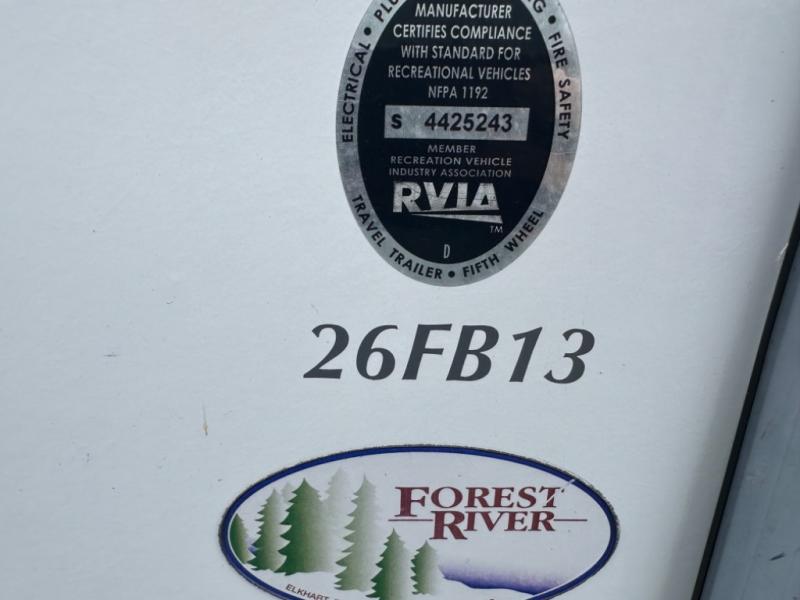 MANUFACTURER
CERTIFIES COMPLIANCE
WITH STANDARD FOR
RECREATIONAL VEHICLES
NFPA 1192
S 4425243
MEMBER
RECREATION VEHICLE
INDUSTRY ASSOCIATION
RVIA
TM
D
ELECTRICAL •
• FIRE SAFETY
TRAVEL TRAILER • FIFTH WHEEL
26FB13
FOREST
RIVER
ELKHART